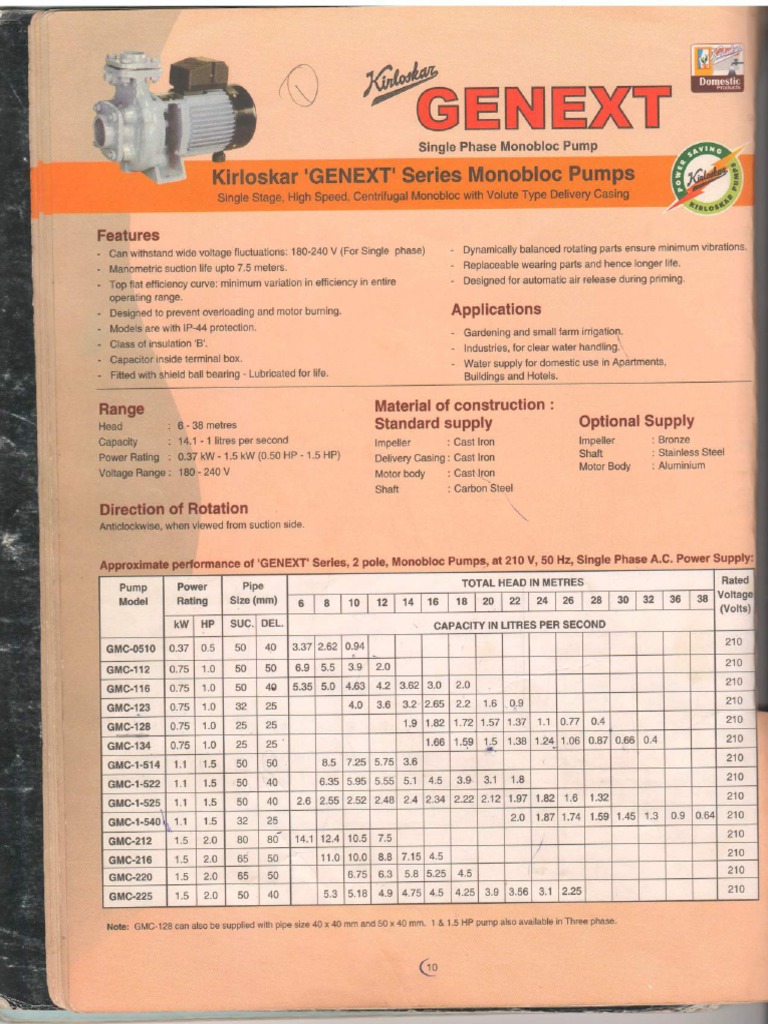 Kirloskar
GENEXT
Single Phase Monobloc Pump
Domestic
Products
Kirloskar 'GENEXT' Series Monobloc Pumps
Single Stage, High Speed, Centrifugal Monobloc with Volute Type Delivery Casing
POWER SAVING
Kirloskar
KIRLOSKAR PUMPS
Features
- Can withstand wide voltage fluctuations: 180-240 V (For Single phase)
- Manometric suction life upto 7.5 meters.
- Top flat efficiency curve: minimum variation in efficiency in entire
operating range.
- Designed to prevent overloading and motor burning.
- Models are with IP-44 protection.
- Class of insulation 'B'.
- Capacitor inside terminal box.
- Fitted with shield ball bearing - Lubricated for life.
- Dynamically balanced rotating parts ensure minimum vibrations.
- Replaceable wearing parts and hence longer life.
- Designed for automatic air release during priming.
Applications
- Gardening and small farm irrigation.
- Industries, for clear water handling.
- Water supply for domestic use in Apartments,
Buildings and Hotels.
Range
Head : 6 - 38 metres
Capacity : 14.1 - 1 litres per second
Power Rating : 0.37 kW - 1.5 kW (0.50 HP - 1.5 HP)
Voltage Range : 180 - 240 V
Direction of Rotation
Anticlockwise, when viewed from suction side.
Material of construction :
Standard supply
Impeller : Cast Iron
Delivery Casing : Cast Iron
Motor body : Cast Iron
Shaft : Carbon Steel
Optional Supply
Impeller : Bronze
Shaft : Stainless Steel
Motor Body : Aluminium
Approximate performance of 'GENEXT' Series, 2 pole, Monobloc Pumps, at 210 V, 50 Hz, Single Phase A.C. Power Supply:
Pump Model Power Rating Pipe Size (mm) TOTAL HEAD IN METRES Rated Voltage (Volts)
6 8 10 12 14 16 18 20 22 24 26 28 30 32 36 38
kW HP SUC. DEL. CAPACITY IN LITRES PER SECOND
GMC-0510 0.37 0.5 50 40 3.37 2.62 0.94 210
GMC-112 0.75 1.0 50 50 6.9 5.5 3.9 2.0 210
GMC-116 0.75 1.0 50 40 5.35 5.0 4.63 4.2 3.62 3.0 2.0 210
GMC-123 0.75 1.0 32 25 4.0 3.6 3.2 2.65 2.2 1.6 0.9 210
GMC-128 0.75 1.0 25 25 1.9 1.82 1.72 1.57 1.37 1.1 0.77 0.4 210
GMC-134 0.75 1.0 25 25 1.66 1.59 1.5 1.38 1.24 1.06 0.87 0.66 0.4 210
GMC-1-514 1.1 1.5 50 50 8.5 7.25 5.75 3.6 210
GMC-1-522 1.1 1.5 50 40 6.35 5.95 5.55 5.1 4.5 3.9 3.1 1.8 210
GMC-1-525 1.1 1.5 50 40 2.6 2.55 2.52 2.48 2.4 2.34 2.22 2.12 1.97 1.82 1.6 1.32 210
GMC-1-540 1.1 1.5 32 25 2.0 1.87 1.74 1.59 1.45 1.3 0.9 0.64 210
GMC-212 1.5 2.0 80 80 14.1 12.4 10.5 7.5 210
GMC-216 1.5 2.0 65 50 11.0 10.0 8.8 7.15 4.5 210
GMC-220 1.5 2.0 65 50 6.75 6.3 5.8 5.25 4.5 210
GMC-225 1.5 2.0 50 40 5.3 5.18 4.9 4.75 4.5 4.25 3.9 3.56 3.1 2.25 210
Note: GMC-128 can also be supplied with pipe size 40 x 40 mm and 50 x 40 mm. 1 & 1.5 HP pump also available in Three phase.
10